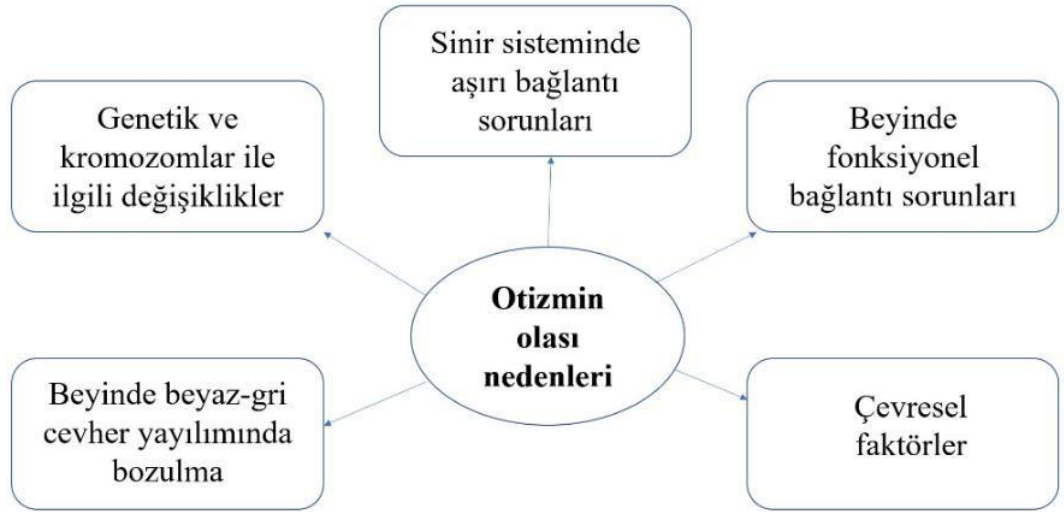 Sinir sisteminde
aşırı bağlantı
sorunları
Genetik ve
kromozomlar ile
ilgili değişiklikler
Beyinde
fonksiyonel
bağlantı sorunları
Otizmin
olası
nedenleri
Beyinde beyaz-gri
cevher yayılımında
bozulma
Çevresel
faktörler